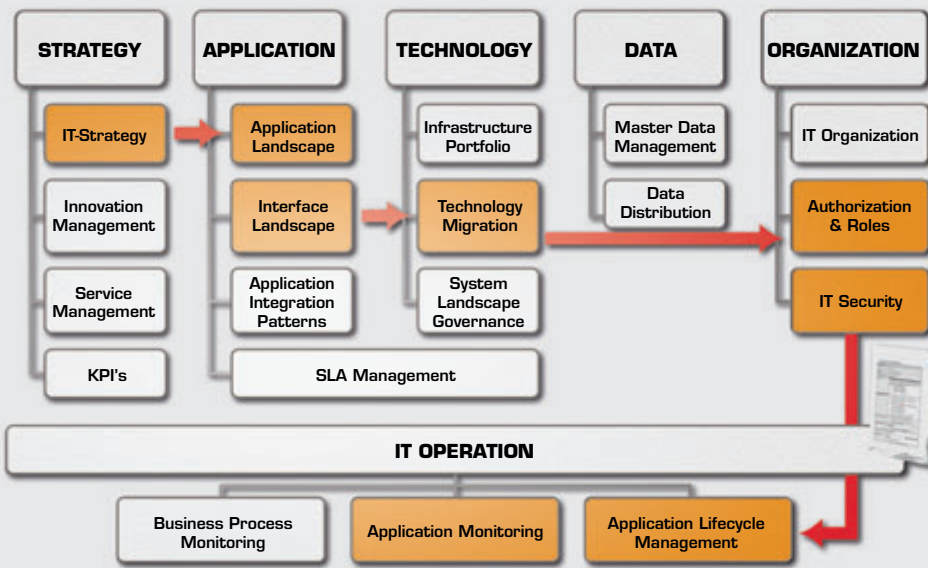 STRATEGY
APPLICATION
TECHNOLOGY
DATA
ORGANIZATION
IT-Strategy
Innovation
Management
Service
Management
KPI's
Application
Landscape
Interface
Landscape
Application
Integration
Patterns
SLA Management
Infrastructure
Portfolio
Technology
Migration
System
Landscape
Governance
Master Data
Management
Data
Distribution
IT Organization
Authorization
& Roles
IT Security
IT OPERATION
Business Process
Monitoring
Application Monitoring
Application Lifecycle
Management